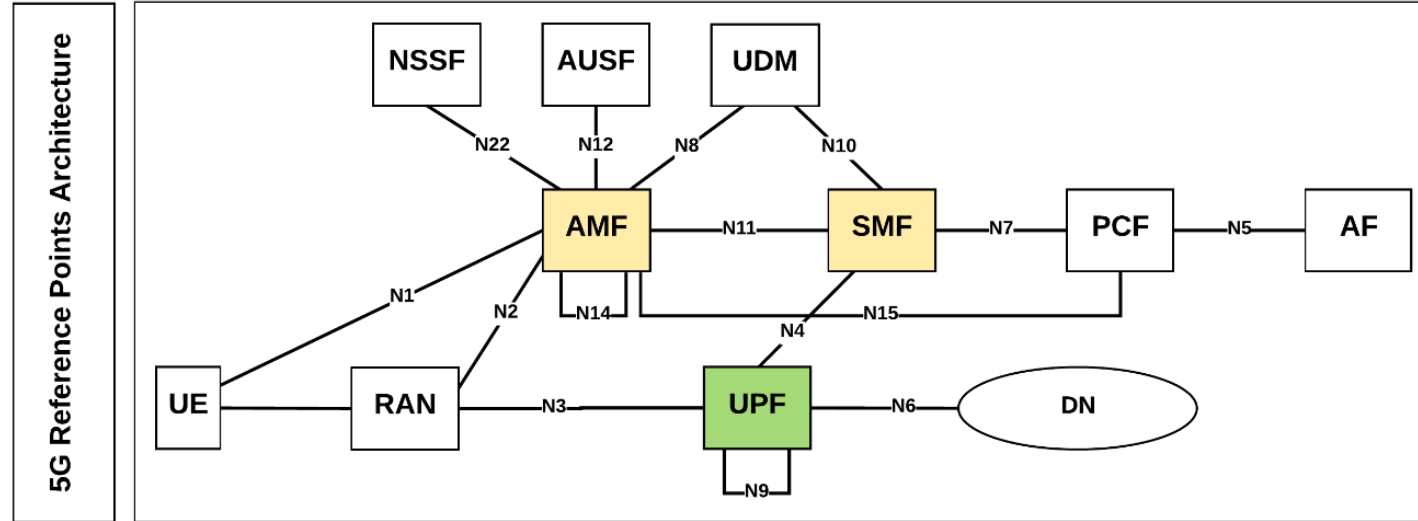 5G Reference Points Architecture
NSSF
AUSF
UDM
N22
N12
N8
N10
AMF
N11
SMF
N7
PCF
N5
AF
N1
N2
N14
N15
N4
UE
RAN
N3
UPF
N6
DN
N9